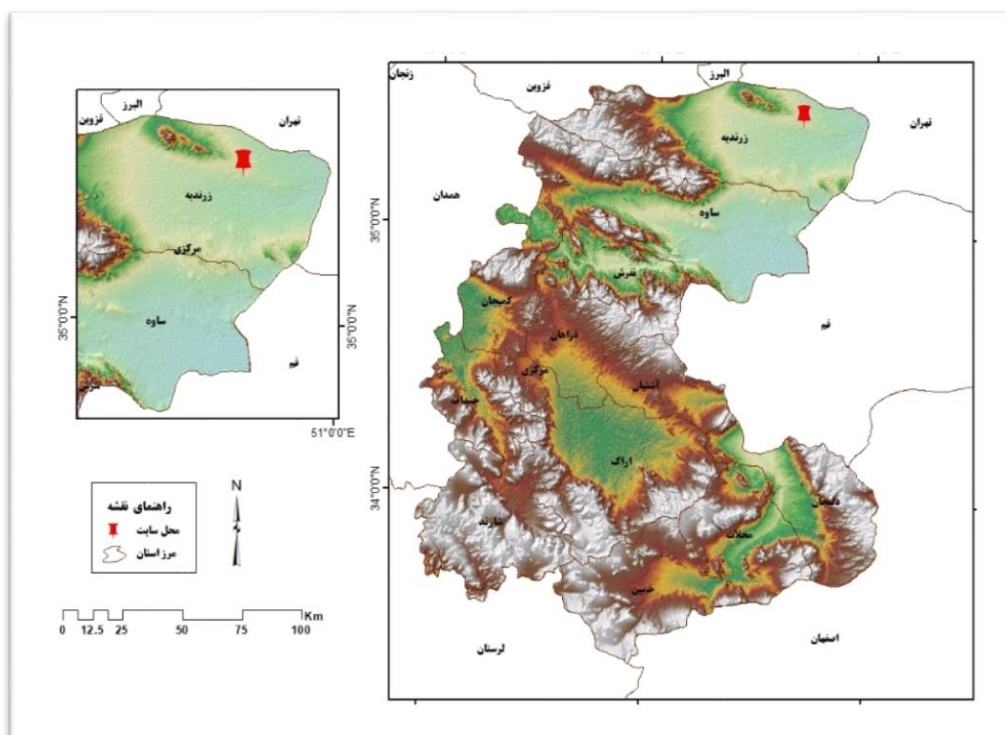 البرز
قزوین
تهران
زرندیه
مرکزی
ساوه
قم
35°0'0"N
35°0'0"N
51°0'0"E
N
راهنمای نقشه
محل سایت
مرز استان
Km
0 12.5 25 50 75 100
زنجان
قزوین
البرز
تهران
زرندیه
همدان
ساوه
تفرش
کمیجان
قم
فراهان
مرکزی
آشتیان
خنداب
اراک
دلیجان
شازند
محلات
خمین
لرستان
اصفهان
35°0'0"N
34°0'0"N